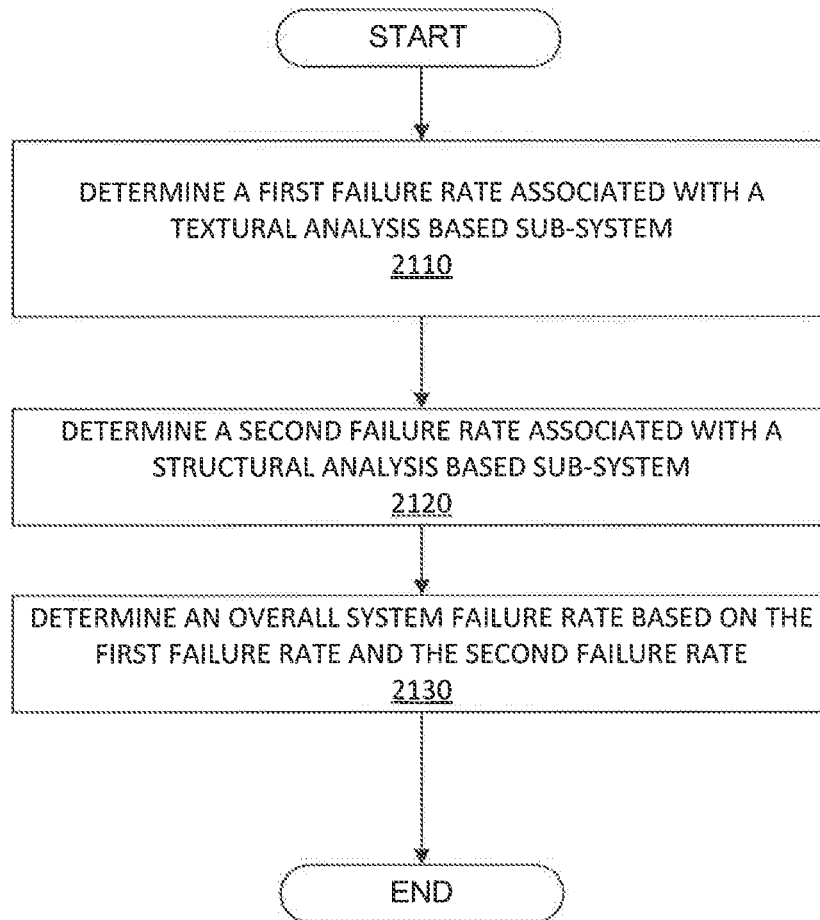 START
DETERMINE A FIRST FAILURE RATE ASSOCIATED WITH A
TEXTURAL ANALYSIS BASED SUB-SYSTEM
2110
DETERMINE A SECOND FAILURE RATE ASSOCIATED WITH A
STRUCTURAL ANALYSIS BASED SUB-SYSTEM
2120
DETERMINE AN OVERALL SYSTEM FAILURE RATE BASED ON THE
FIRST FAILURE RATE AND THE SECOND FAILURE RATE
2130
END